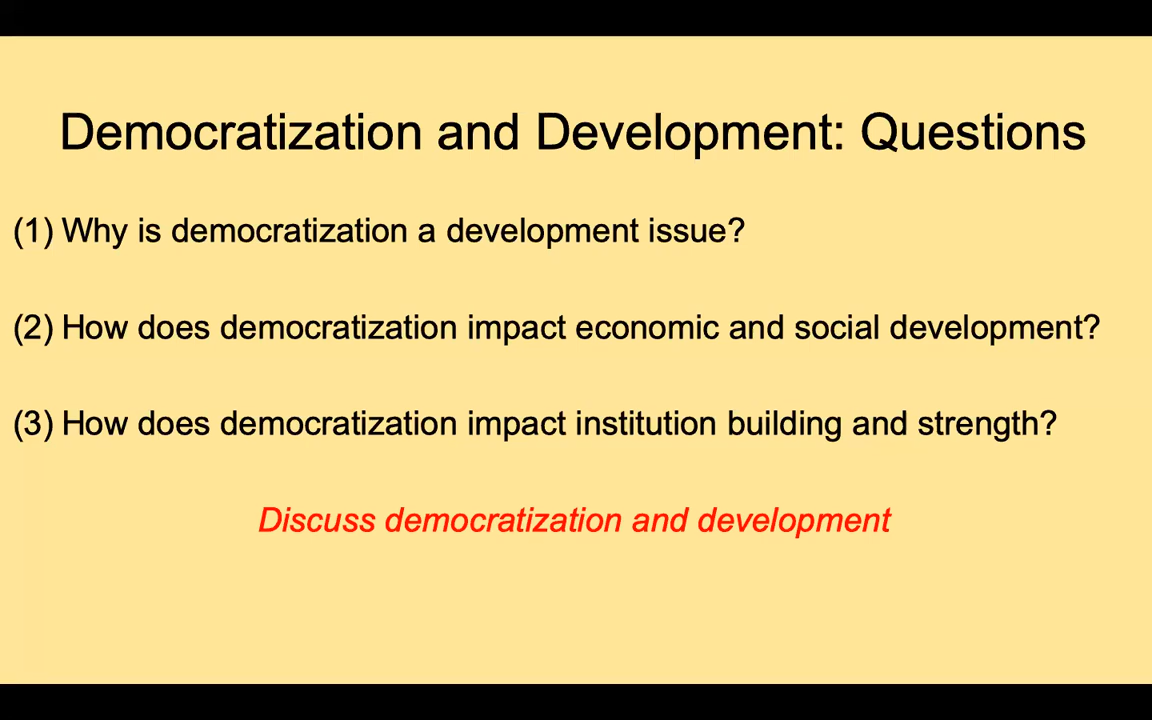 Democratization and Development: Questions
(1) Why is democratization a development issue?
(2) How does democratization impact economic and social development?
(3) How does democratization impact institution building and strength?
Discuss democratization and development